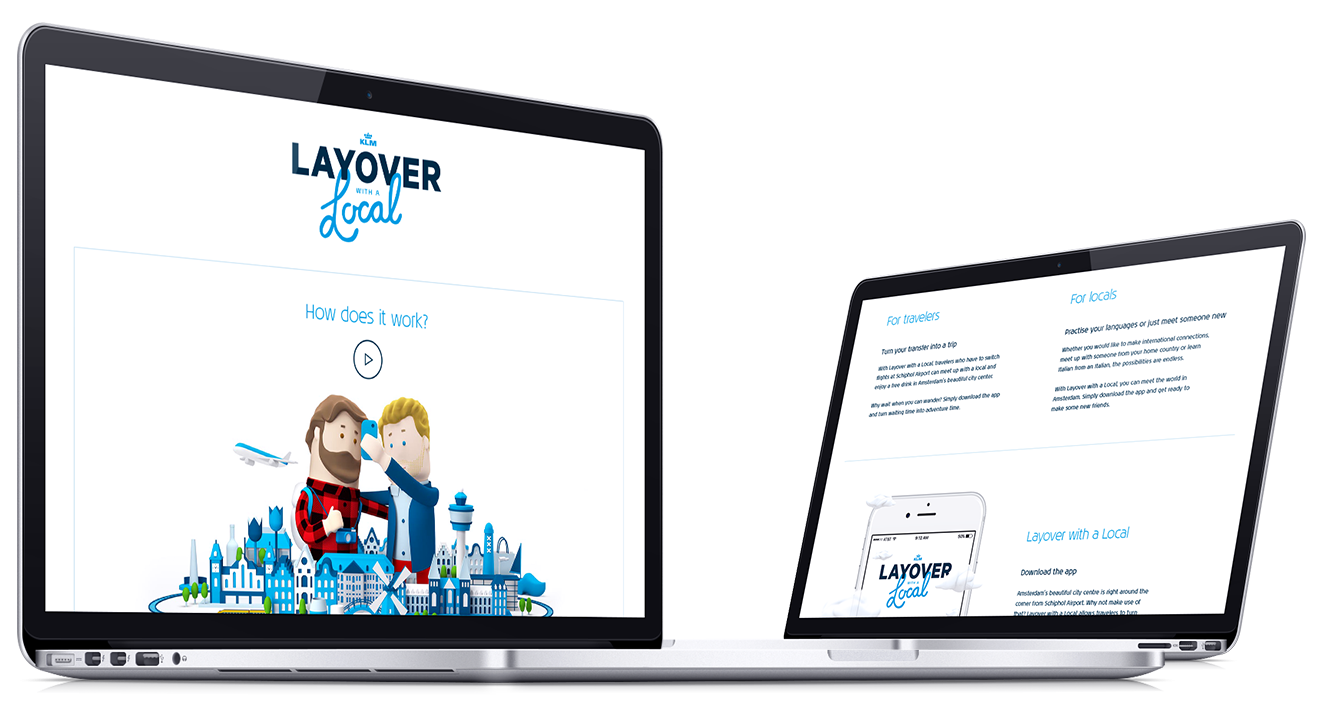 KLM
LAYOVER
WITH A
Local
How does it work?
For travelers
Turn your transfer into a trip
With Layover with a Local, travelers who have to switch
flights at Schiphol Airport can meet up with a local and
enjoy a free drink in Amsterdam's beautiful city center.
Why wait when you can wander? Simply download the app
and turn waiting time into adventure time.
For locals
Practise your languages or just meet someone new
Whether you would like to make international connections,
meet up with someone from your home country or learn
Italian from an Italian, the possibilities are endless.
With Layover with a Local, you can meet the world in
Amsterdam. Simply download the app and get ready to
make some new friends.
AT&T
9:10 AM
KLM
LAYOVER
WITH A
Local
Layover with a Local
Download the app
Amsterdam's beautiful city centre is right around the
corner from Schiphol Airport. Why not make use of
that? Layover with a Local allows travelers to turn